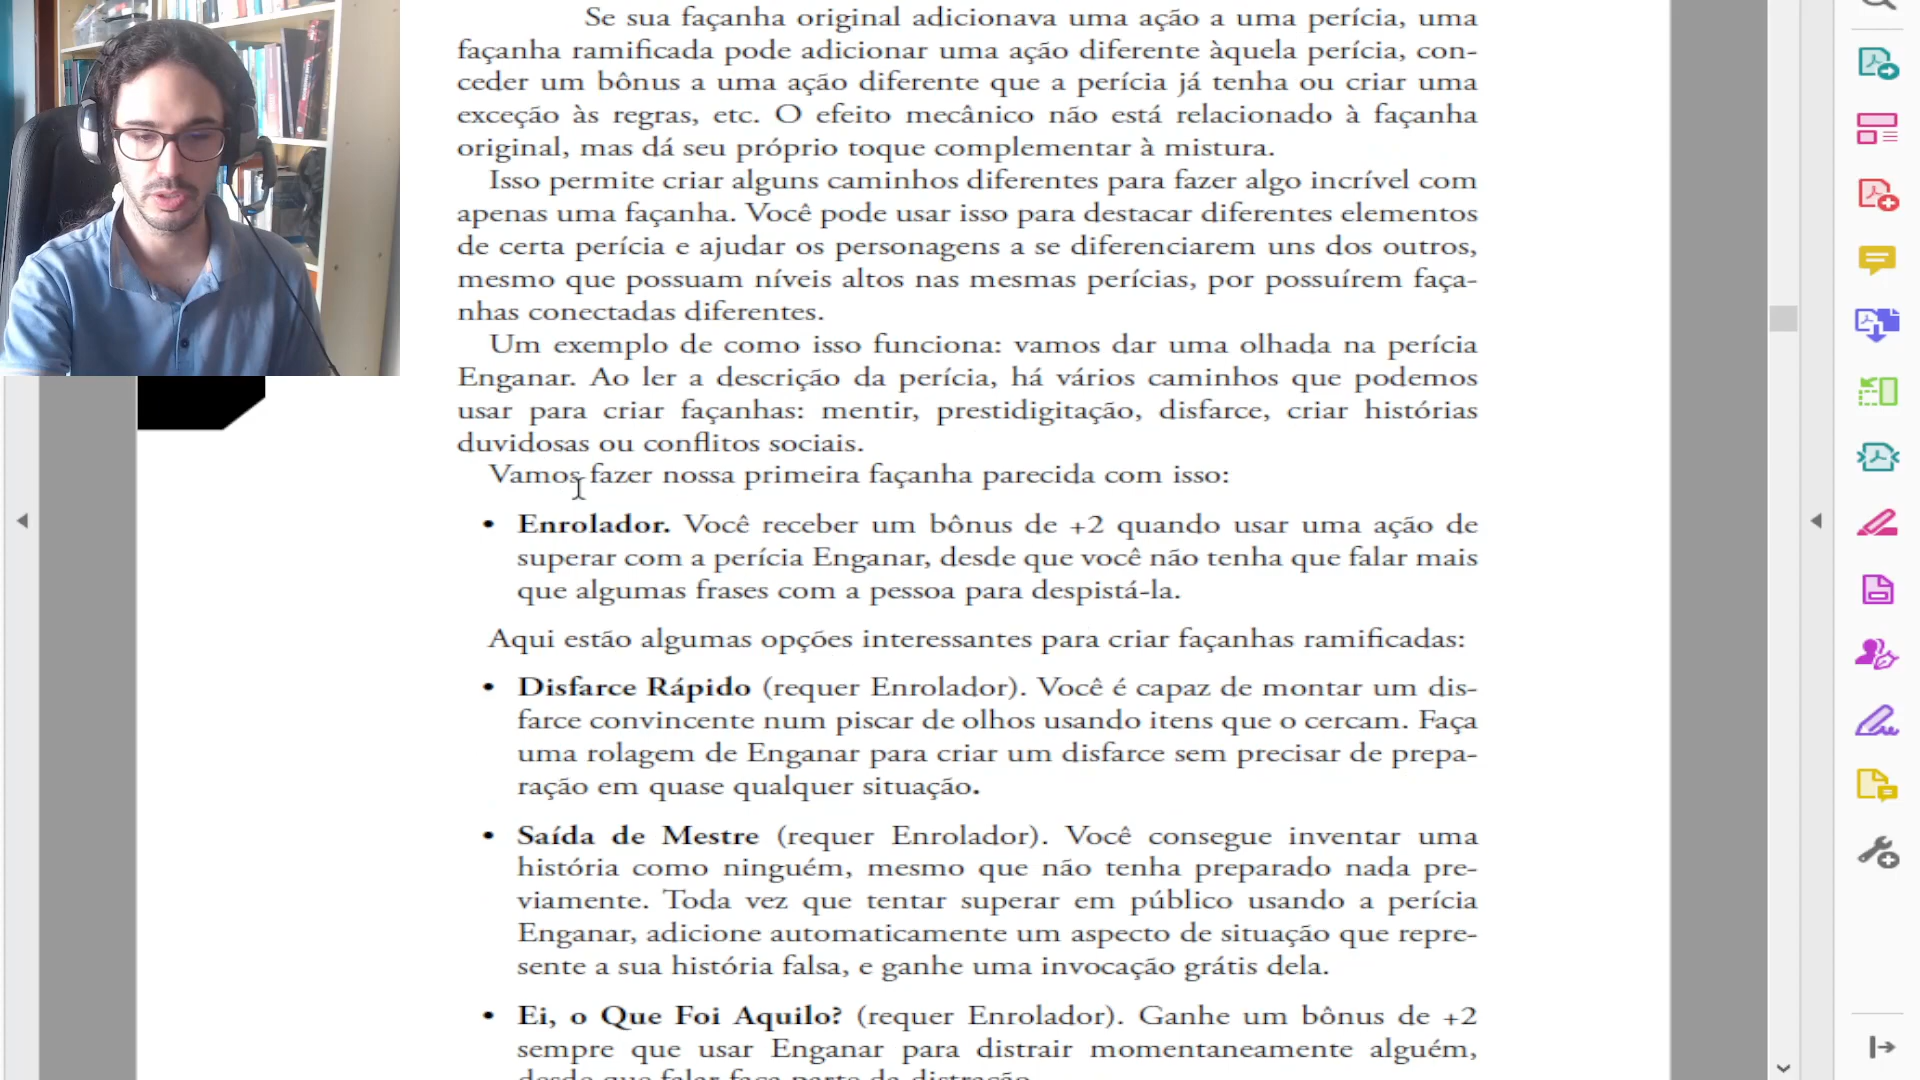 Se sua façanha original adicionava uma ação a uma perícia, uma
façanha ramificada pode adicionar uma ação diferente àquela perícia, con-
ceder um bônus a uma ação diferente que a perícia já tenha ou criar uma
exceção às regras, etc. O efeito mecânico não está relacionado à façanha
original, mas dá seu próprio toque complementar à mistura.
Isso permite criar alguns caminhos diferentes para fazer algo incrível com
apenas uma façanha. Você pode usar isso para destacar diferentes elementos
de certa perícia e ajudar os personagens a se diferenciarem uns dos outros,
mesmo que possuam níveis altos nas mesmas perícias, por possuírem faça-
nhas conectadas diferentes.
Um exemplo de como isso funciona: vamos dar uma olhada na perícia
Enganar. Ao ler a descrição da perícia, há vários caminhos que podemos
usar para criar façanhas: mentir, prestidigitação, disfarce, criar histórias
duvidosas ou conflitos sociais.
Vamos fazer nossa primeira façanha parecida com isso:
• Enrolador. Você receber um bônus de +2 quando usar uma ação de
superar com a perícia Enganar, desde que você não tenha que falar mais
que algumas frases com a pessoa para despistá-la.
Aqui estão algumas opções interessantes para criar façanhas ramificadas:
• Disfarce Rápido (requer Enrolador). Você é capaz de montar um dis-
farce convincente num piscar de olhos usando itens que o cercam. Faça
uma rolagem de Enganar para criar um disfarce sem precisar de prepa-
ração em quase qualquer situação.
• Saída de Mestre (requer Enrolador). Você consegue inventar uma
história como ninguém, mesmo que não tenha preparado nada pre-
viamente. Toda vez que tentar superar em público usando a perícia
Enganar, adicione automaticamente um aspecto de situação que repre-
sente a sua história falsa, e ganhe uma invocação grátis dela.
• Ei, o Que Foi Aquilo? (requer Enrolador). Ganhe um bônus de +2
sempre que usar Enganar para distrair momentaneamente alguém,
desde que falar faça parte da distração.